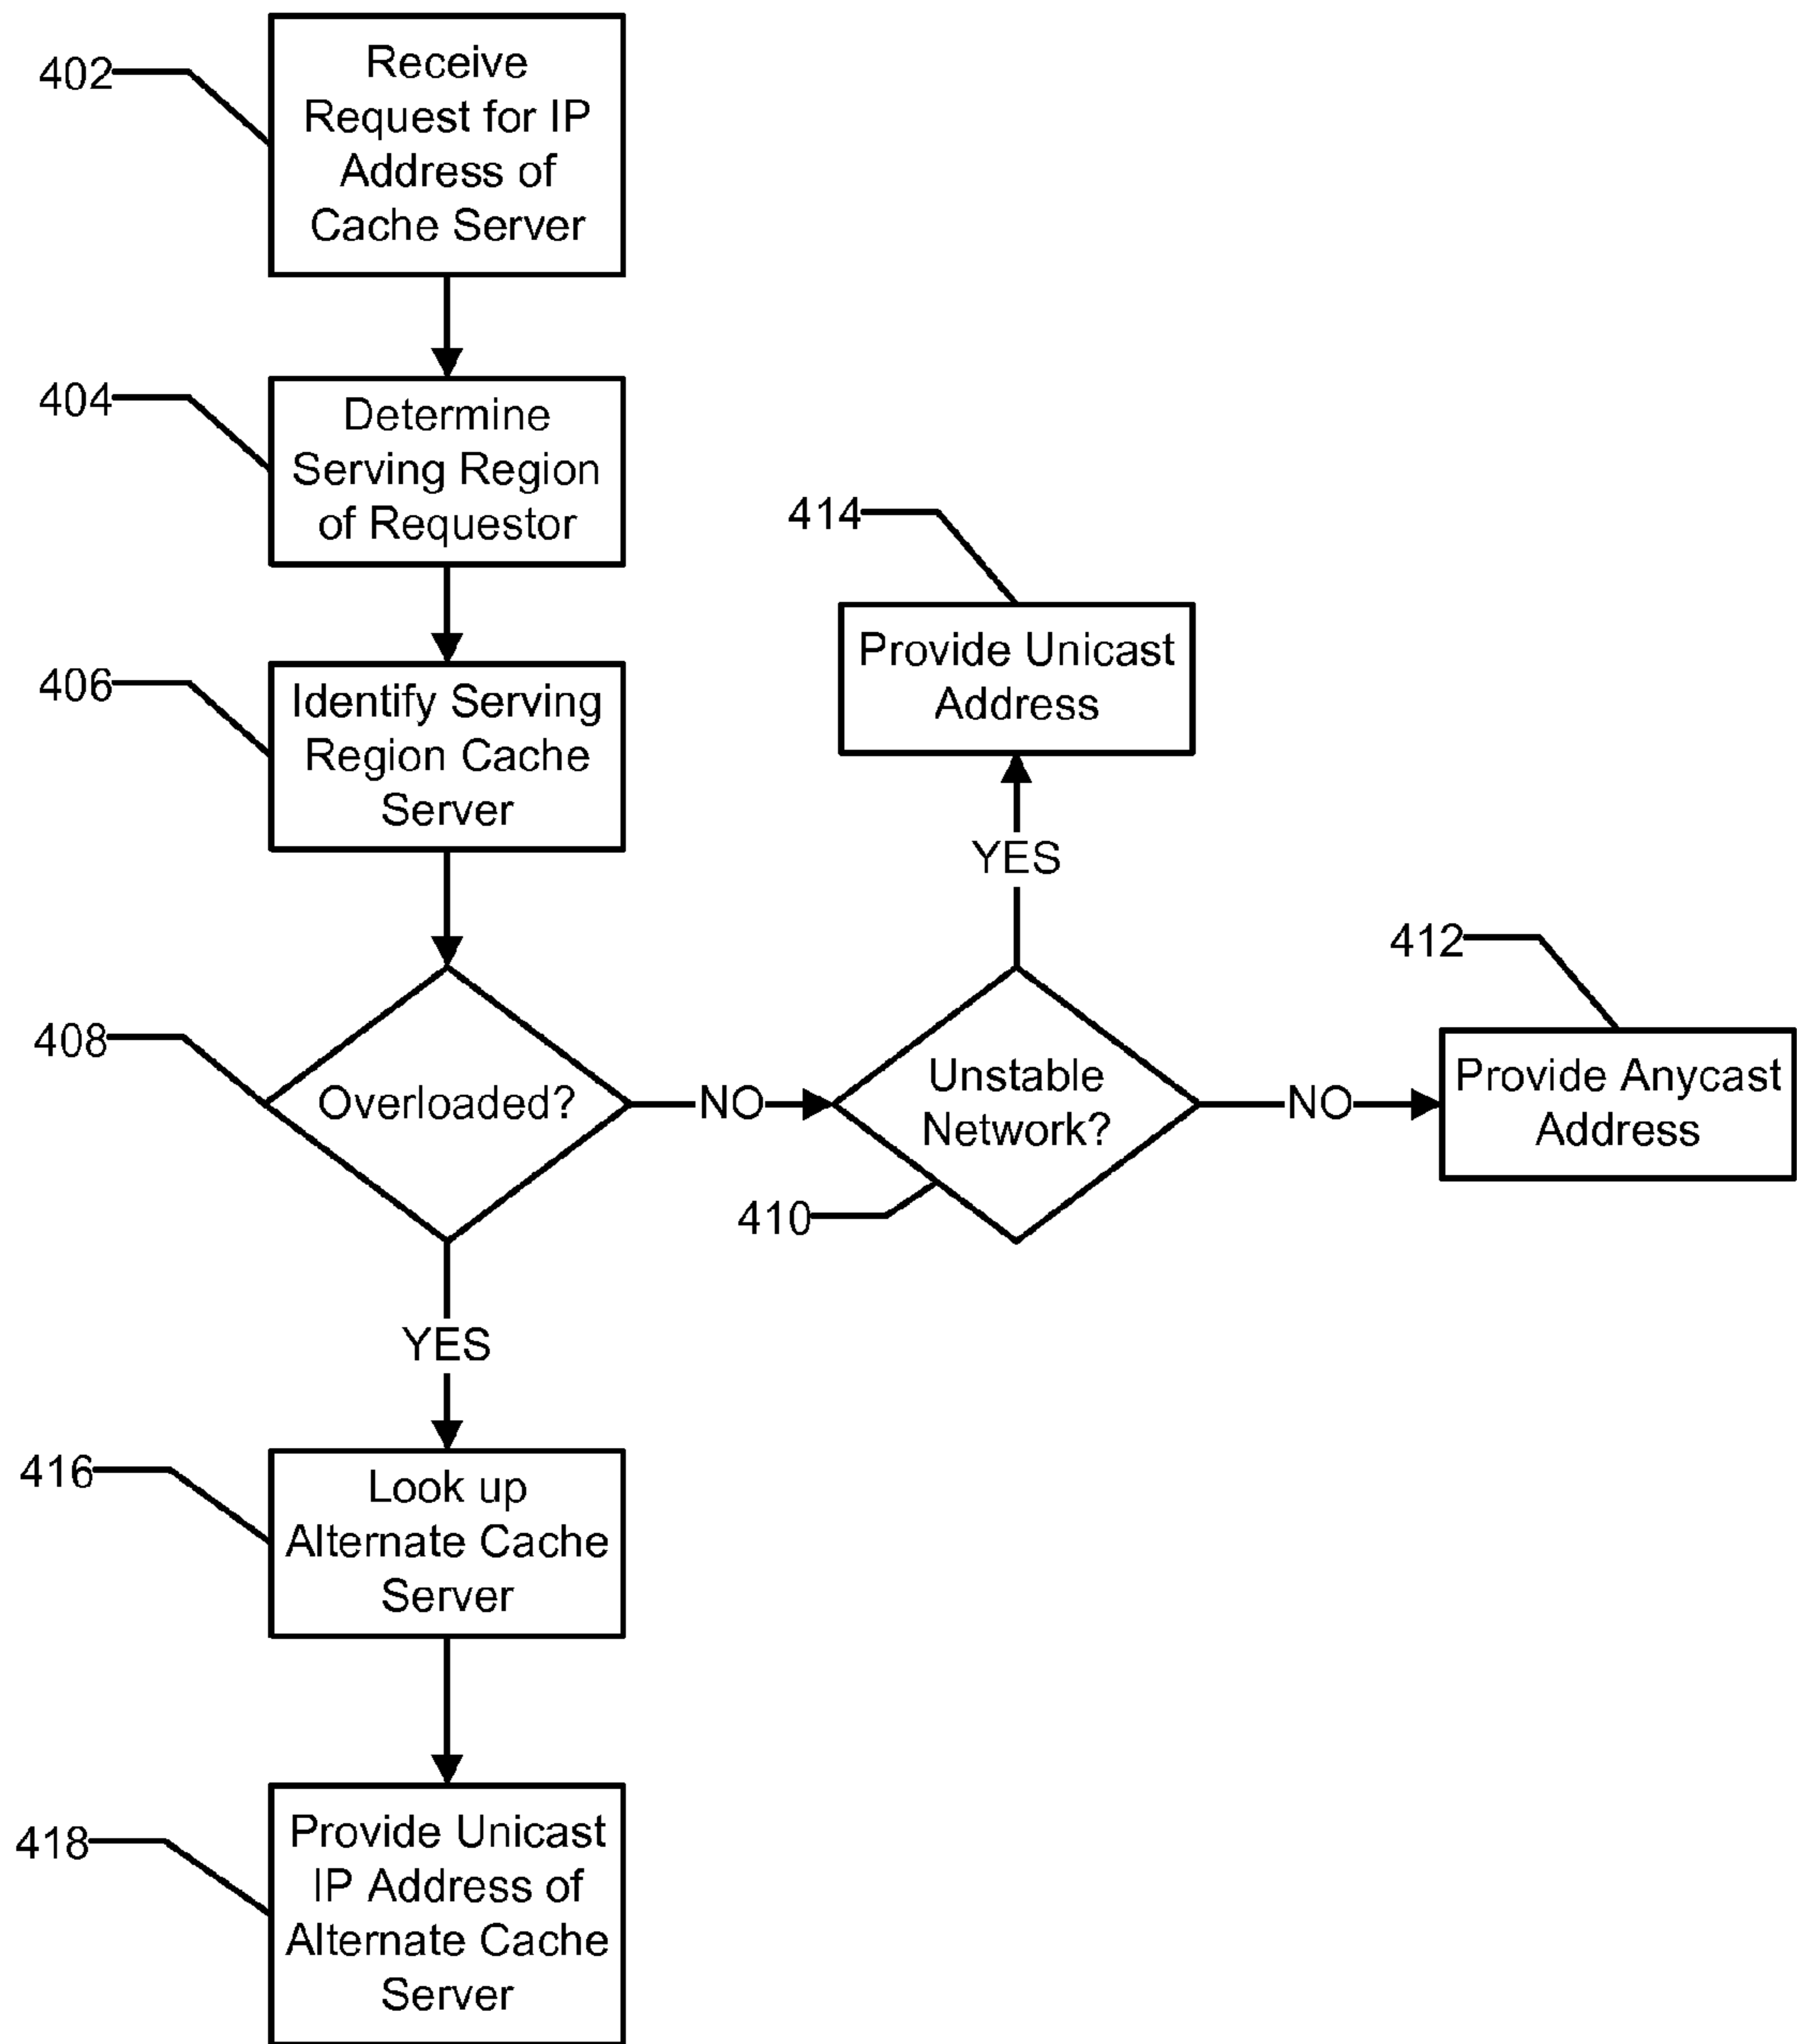 402
Receive
Request for IP
Address of
Cache Server
404
Determine
Serving Region
of Requestor
406
Identify Serving
Region Cache
Server
414
Provide Unicast
Address
YES
412
408
Overloaded?
NO
Unstable
Network?
410
NO
Provide Anycast
Address
YES
416
Look up
Alternate Cache
Server
418
Provide Unicast
IP Address of
Alternate Cache
Server